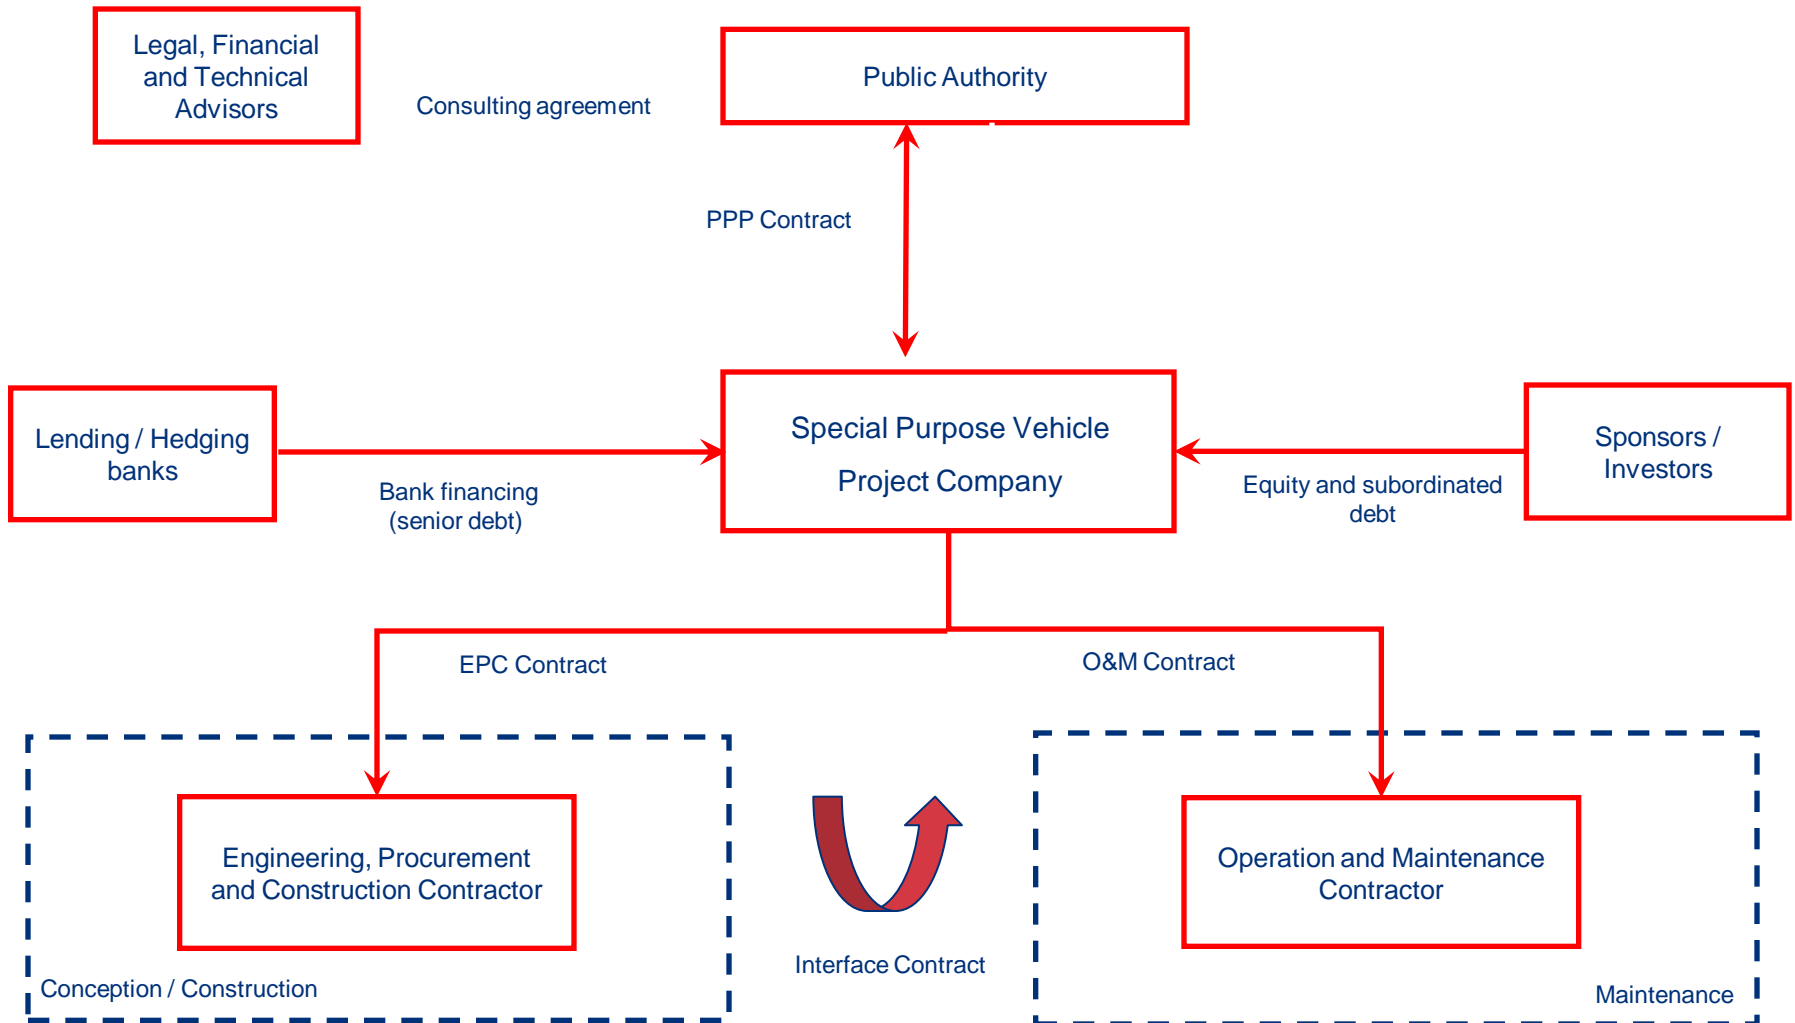 Legal, Financial
and Technical
Advisors
Consulting agreement
Public Authority
PPP Contract
Lending / Hedging
banks
Bank financing
(senior debt)
Special Purpose Vehicle
Project Company
Equity and subordinated
debt
Sponsors /
Investors
EPC Contract
O&M Contract
Engineering, Procurement
and Construction Contractor
Conception / Construction
Interface Contract
Operation and Maintenance
Contractor
Maintenance